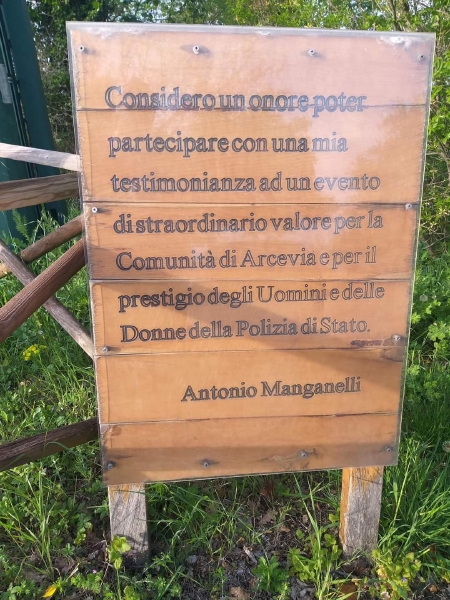 Considero un onore poter
partecipare con una mia
testimonianza ad un evento
di straordinario valore per la
Comunità di Arcevia e per il
prestigio degli Uomini e delle
Donne della Polizia di Stato.
Antonio Manganelli